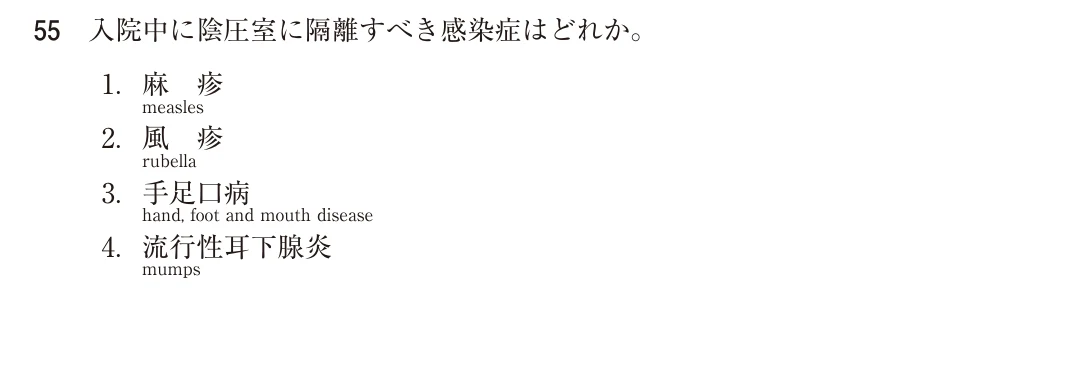 55 入院中に陰圧室に隔離すべき感染症はどれか。
1. 麻　疹
measles
2. 風　疹
rubella
3. 手足口病
hand, foot and mouth disease
4. 流行性耳下腺炎
mumps